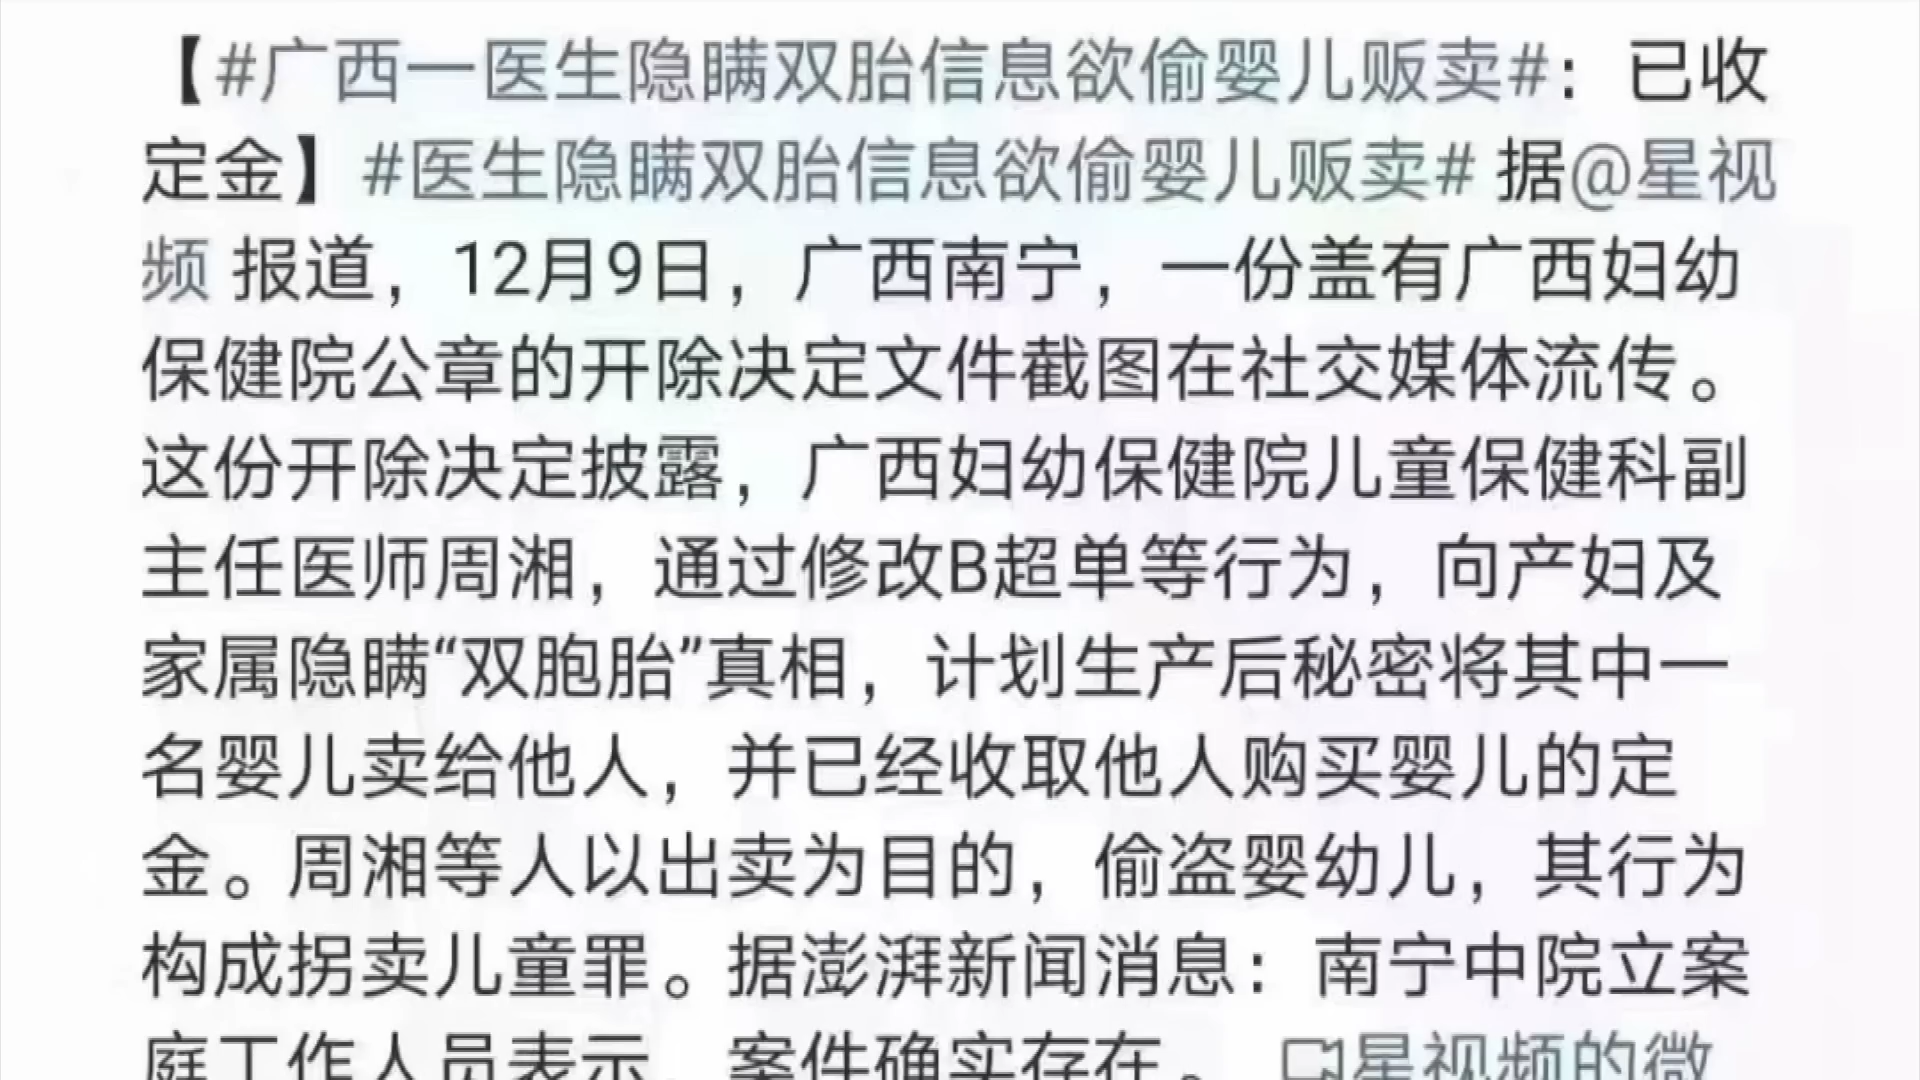 【#广西一医生隐瞒双胎信息欲偷婴儿贩卖#：已收
定金】#医生隐瞒双胎信息欲偷婴儿贩卖# 据@星视
频 报道，12月9日，广西南宁，一份盖有广西妇幼
保健院公章的开除决定文件截图在社交媒体流传。
这份开除决定披露，广西妇幼保健院儿童保健科副
主任医师周湘，通过修改B超单等行为，向产妇及
家属隐瞒“双胞胎”真相，计划生产后秘密将其中一
名婴儿卖给他人，并已经收取他人购买婴儿的定
金。周湘等人以出卖为目的，偷盗婴幼儿，其行为
构成拐卖儿童罪。据澎湃新闻消息：南宁中院立案
庭工作人员表示，案件确实存在。 星视频的微